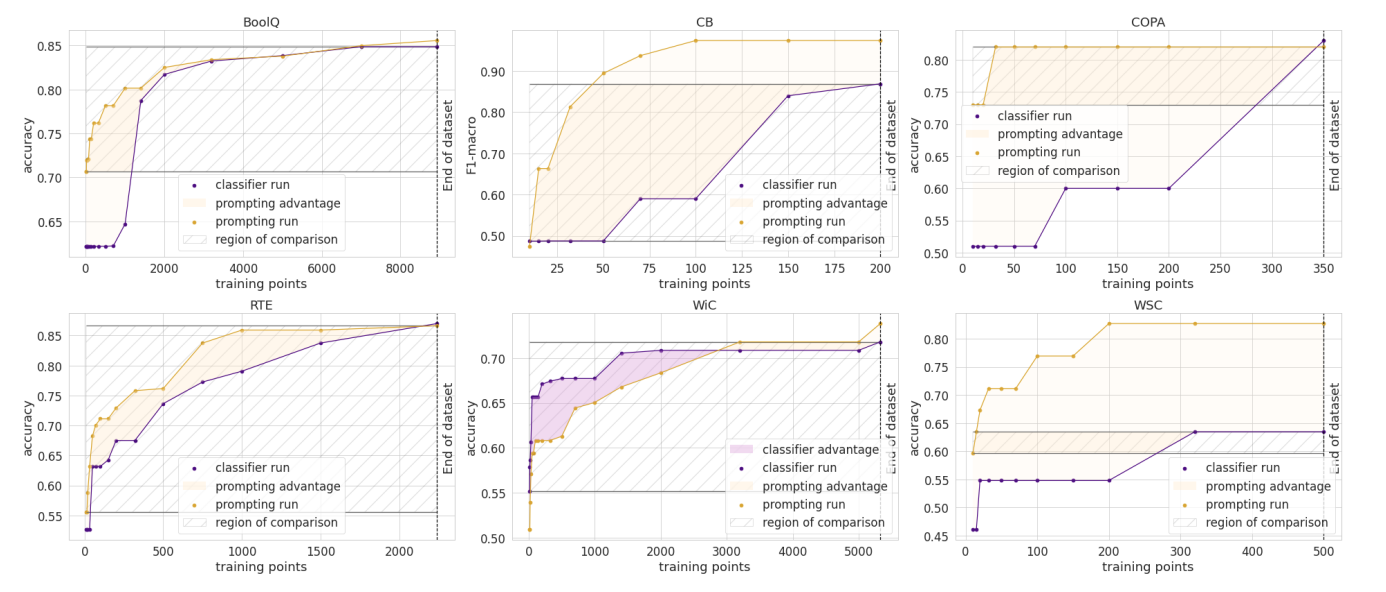 BoolQ
accuracy
0.85
0.80
0.75
0.70
0.65
classifier run
prompting advantage
prompting run
region of comparison
End of dataset
0 2000 4000 6000 8000
training points
CB
F1-macro
0.90
0.80
0.70
0.60
0.50
classifier run
prompting advantage
prompting run
region of comparison
End of dataset
25 50 75 100 125 150 175 200
training points
COPA
accuracy
0.80
0.75
0.70
0.65
0.60
0.55
0.50
classifier run
prompting advantage
prompting run
region of comparison
End of dataset
0 50 100 150 200 250 300 350
training points
RTE
accuracy
0.85
0.80
0.75
0.70
0.65
0.60
0.55
classifier run
prompting advantage
prompting run
region of comparison
End of dataset
0 500 1000 1500 2000
training points
WiC
accuracy
0.70
0.65
0.60
0.55
0.50
classifier advantage
classifier run
prompting advantage
prompting run
region of comparison
End of dataset
0 1000 2000 3000 4000 5000
training points
WSC
accuracy
0.80
0.75
0.70
0.65
0.60
0.55
0.50
0.45
classifier run
prompting advantage
prompting run
region of comparison
End of dataset
0 100 200 300 400 500
training points